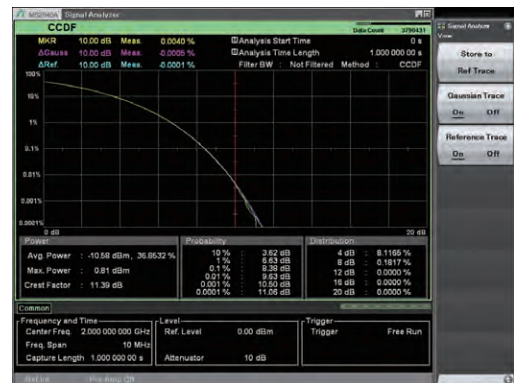 MS2840A Signal Analyzer
CCDF
Data Count 3790431
MKR 10.00 dB Meas. 0.0040 %
ΔGauss 10.00 dB Meas. -0.0005 %
ΔRef. 10.00 dB Meas. -0.0001 %
Analysis Start Time 0 s
Analysis Time Length 1.000 000 00 s
Filter BW : Not Filtered Method : CCDF
100%
10%
1%
0.1%
0.01%
0.001%
0.0001%
0 dB
20 dB
Power
Avg. Power : -10.58 dBm, 36.8532 %
Max. Power : 0.81 dBm
Crest Factor : 11.39 dB
Probability
10 % : 3.62 dB
1 % : 6.63 dB
0.1 % : 8.38 dB
0.01 % : 9.63 dB
0.001 % : 10.50 dB
0.0001 % : 11.06 dB
Distribution
4 dB : 8.1165 %
8 dB : 0.1817 %
12 dB : 0.0000 %
16 dB : 0.0000 %
20 dB : 0.0000 %
Common
Frequency and Time
Center Freq. 2.000 000 000 GHz
Freq. Span 10 MHz
Capture Length 1.000 000 00 s
Level
Ref. Level 0.00 dBm
Attenuator 10 dB
Trigger
Trigger Free Run
Ref.Int Pre-Amp Off
Signal Analyzer
View
Store to
Ref Trace
Gaussian Trace
On Off
Reference Trace
On Off